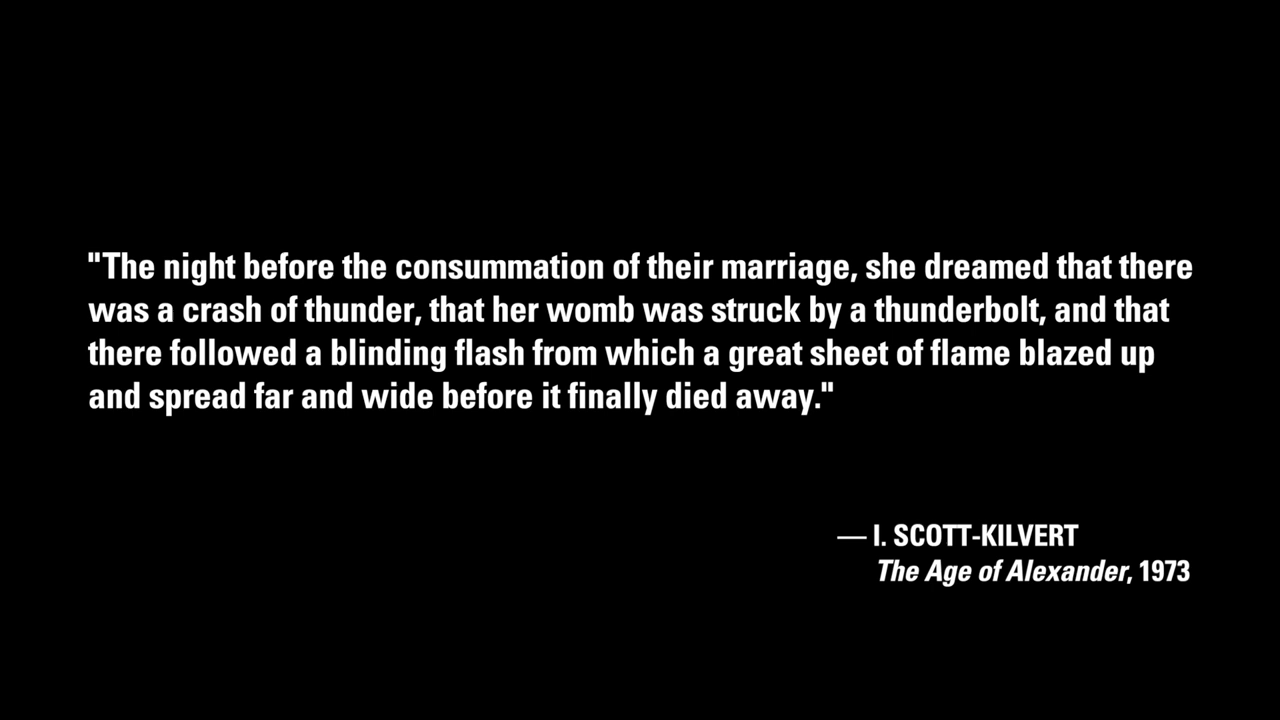 "The night before the consummation of their marriage, she dreamed that there
was a crash of thunder, that her womb was struck by a thunderbolt, and that
there followed a blinding flash from which a great sheet of flame blazed up
and spread far and wide before it finally died away."
— I. SCOTT-KILVERT
The Age of Alexander, 1973